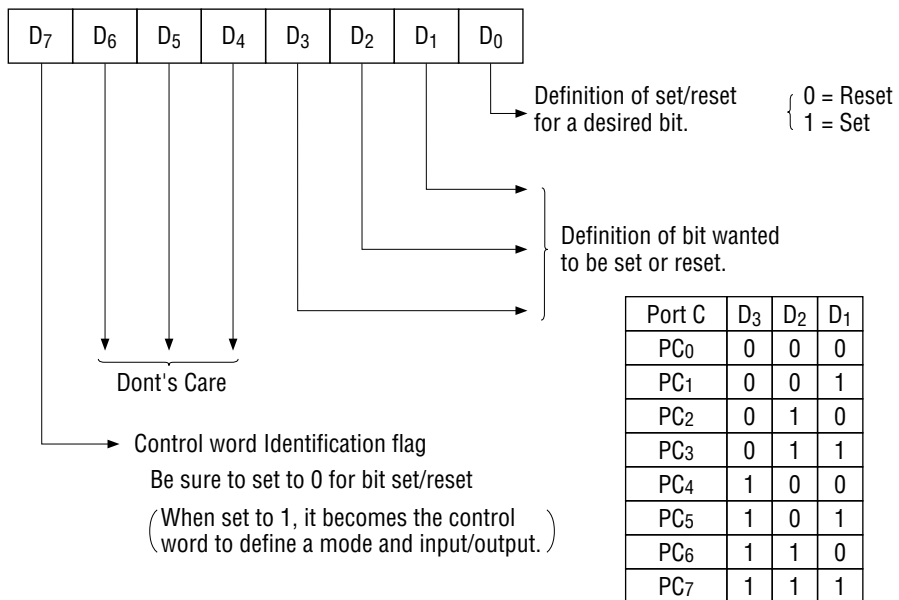 D7 D6 D5 D4 D3 D2 D1 D0
Definition of set/reset
for a desired bit.
0 = Reset
1 = Set
Definition of bit wanted
to be set or reset.
Dont's Care
Control word Identification flag
Be sure to set to 0 for bit set/reset
(When set to 1, it becomes the control
word to define a mode and input/output.)
Port C D3 D2 D1
PC0 0 0 0
PC1 0 0 1
PC2 0 1 0
PC3 0 1 1
PC4 1 0 0
PC5 1 0 1
PC6 1 1 0
PC7 1 1 1